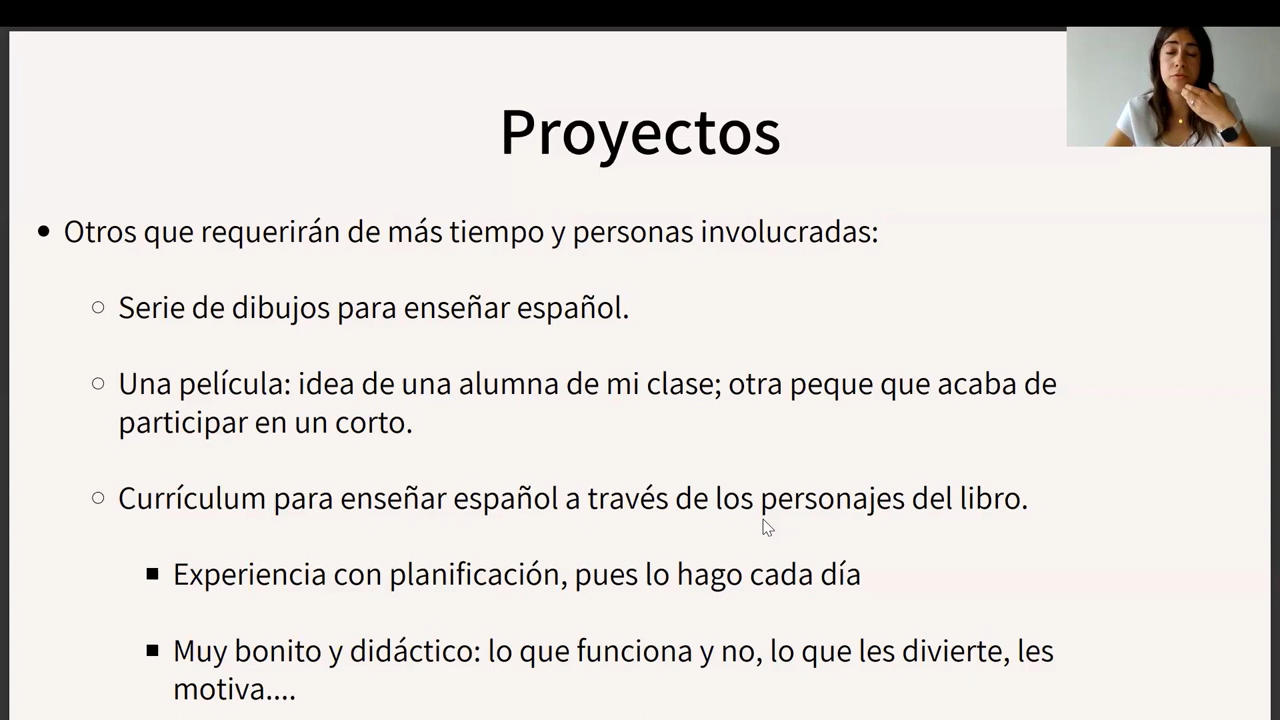 Proyectos
Otros que requerirán de más tiempo y personas involucradas:
Serie de dibujos para enseñar español.
Una película: idea de una alumna de mi clase; otra peque que acaba de
participar en un corto.
Currículum para enseñar español a través de los personajes del libro.
Experiencia con planificación, pues lo hago cada día
Muy bonito y didáctico: lo que funciona y no, lo que les divierte, les
motiva....